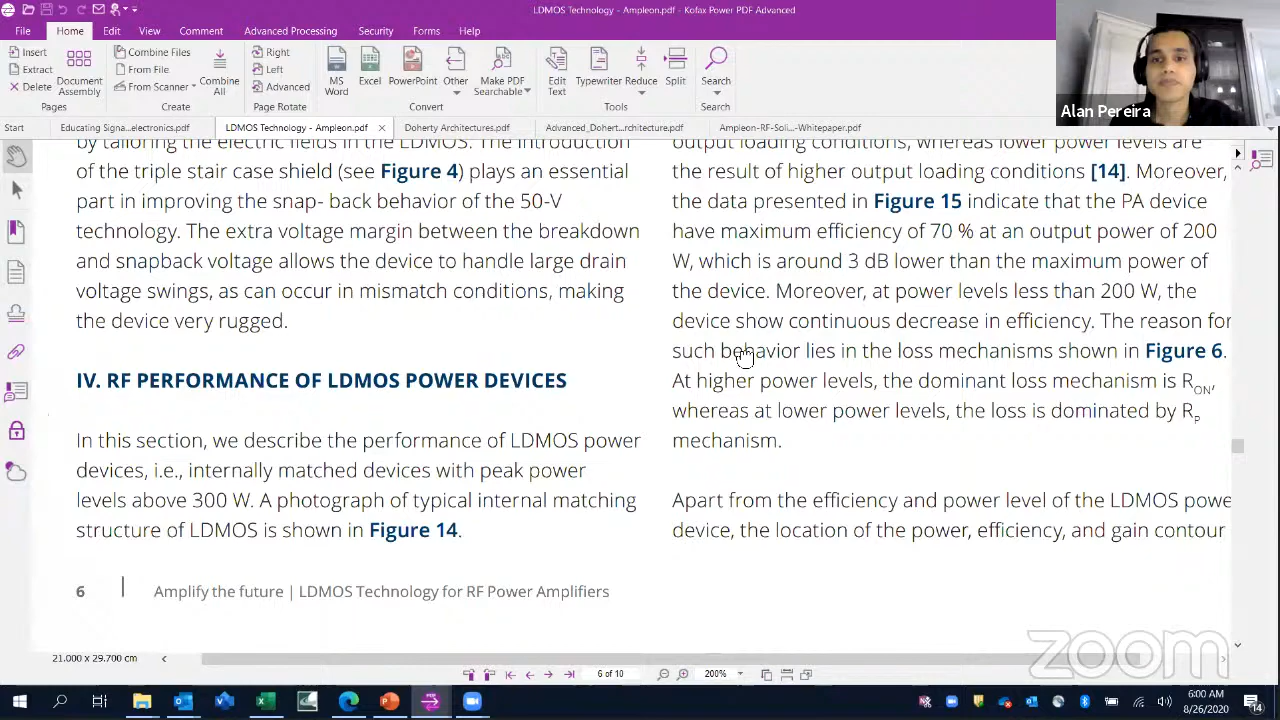 LDMOS Technology - Ampleon.pdf - Kofax Power PDF Advanced
File Home Edit View Comment Advanced Processing Security Forms Help
Insert
Extract
Delete
Pages
Document
Assembly
Combine Files
From File
From Scanner
Create
Combine
All
Right
Left
Advanced
Page Rotate
MS
Word
Excel
PowerPoint
Other
Make PDF
Searchable
Convert
Edit
Text
Typewriter
Reduce
Split
Tools
Search
Search
Alan Pereira
Start
Educating Signa...electronics.pdf
LDMOS Technology - Ampleon.pdf
Doherty Architectures.pdf
Advanced_Dohert...rchitecture.pdf
Ampleon-RF-Soli...-Whitepaper.pdf
by tailoring the electric fields in the LDMOS. The introduction
of the triple stair case shield (see Figure 4) plays an essential
part in improving the snap- back behavior of the 50-V
technology. The extra voltage margin between the breakdown
and snapback voltage allows the device to handle large drain
voltage swings, as can occur in mismatch conditions, making
the device very rugged.
IV. RF PERFORMANCE OF LDMOS POWER DEVICES
In this section, we describe the performance of LDMOS power
devices, i.e., internally matched devices with peak power
levels above 300 W. A photograph of typical internal matching
structure of LDMOS is shown in Figure 14.
output loading conditions, whereas lower power levels are
the result of higher output loading conditions [14]. Moreover,
the data presented in Figure 15 indicate that the PA device
have maximum efficiency of 70 % at an output power of 200
W, which is around 3 dB lower than the maximum power of
the device. Moreover, at power levels less than 200 W, the
device show continuous decrease in efficiency. The reason for
such behavior lies in the loss mechanisms shown in Figure 6.
At higher power levels, the dominant loss mechanism is RON,
whereas at lower power levels, the loss is dominated by RP
mechanism.
Apart from the efficiency and power level of the LDMOS powe
device, the location of the power, efficiency, and gain contour
6 | Amplify the future | LDMOS Technology for RF Power Amplifiers
zoom
21.000 x 29.700 cm
6 of 10
200%
6:00 AM
8/26/2020
14